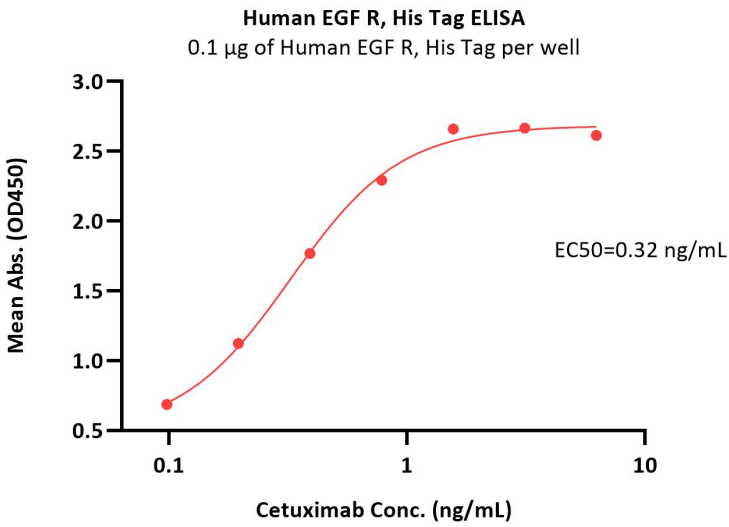 Human EGF R, His Tag ELISA
0.1 μg of Human EGF R, His Tag per well
3.0
2.5
2.0
1.5
1.0
0.5
Mean Abs. (OD450)
EC50=0.32 ng/mL
0.1
1
10
Cetuximab Conc. (ng/mL)